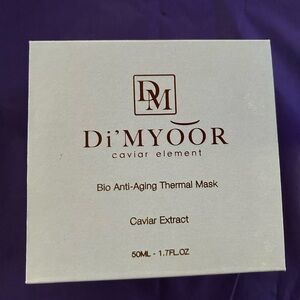 DM
Di'MYOOR
caviar element
Bio Anti-Aging Thermal Mask
Caviar Extract
50ML - 1.7FL.OZ